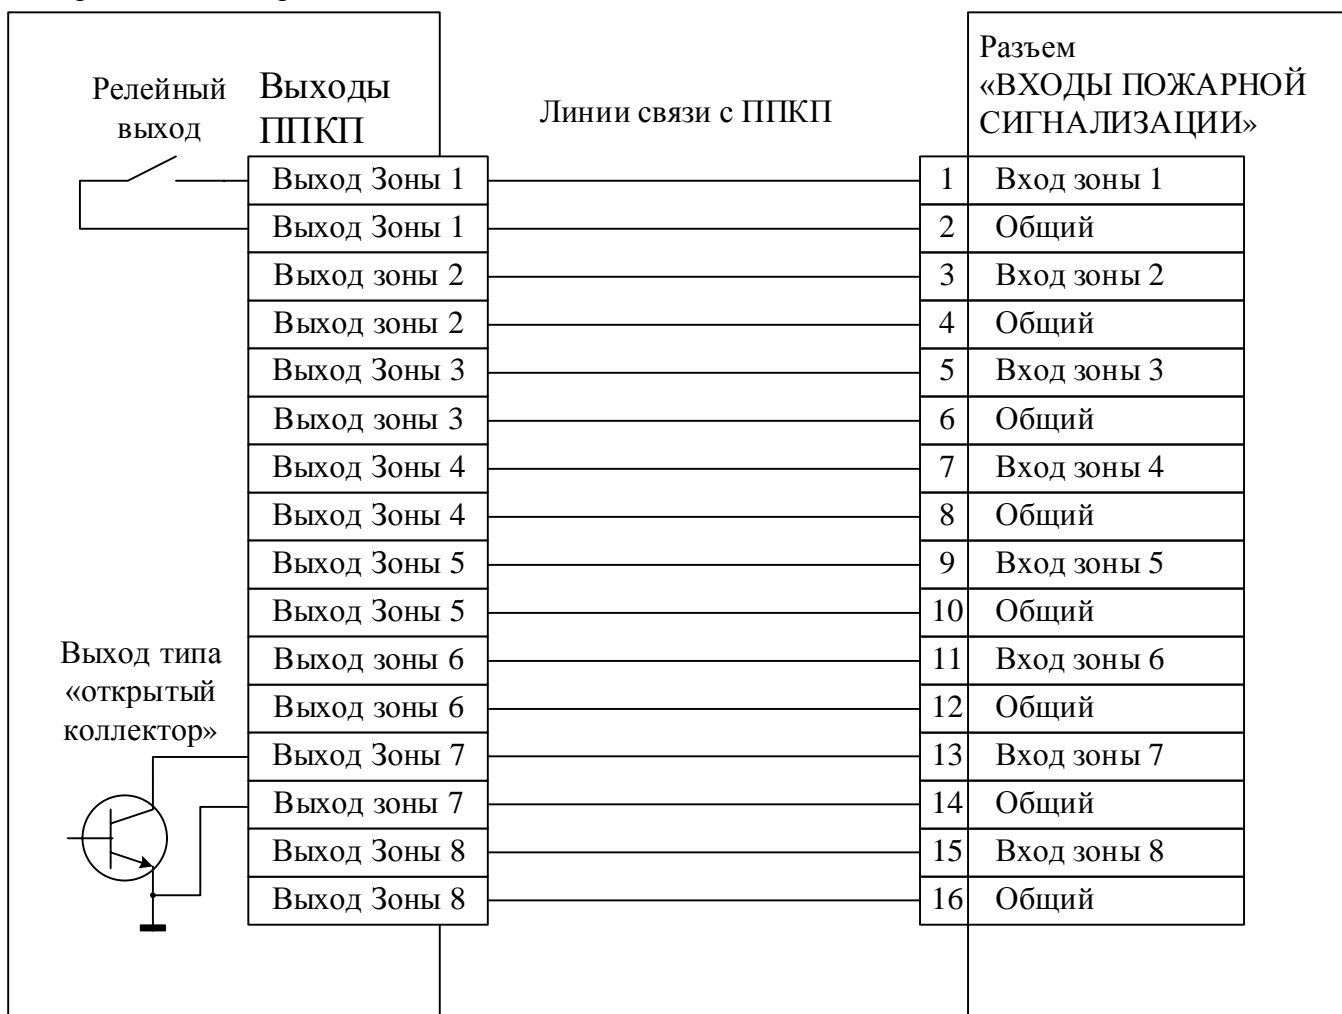 Релейный
выход
Выходы
ППКП
Линии связи с ППКП
Разъем
«ВХОДЫ ПОЖАРНОЙ
СИГНАЛИЗАЦИИ»
Выход Зоны 1
1 Вход зоны 1
Выход Зоны 1
2 Общий
Выход зоны 2
3 Вход зоны 2
Выход зоны 2
4 Общий
Выход Зоны 3
5 Вход зоны 3
Выход зоны 3
6 Общий
Выход Зоны 4
7 Вход зоны 4
Выход Зоны 4
8 Общий
Выход Зоны 5
9 Вход зоны 5
Выход Зоны 5
10 Общий
Выход зоны 6
11 Вход зоны 6
Выход зоны 6
12 Общий
Выход Зоны 7
13 Вход зоны 7
Выход зоны 7
14 Общий
Выход Зоны 8
15 Вход зоны 8
Выход Зоны 8
16 Общий
Выход типа
«открытый
коллектор»